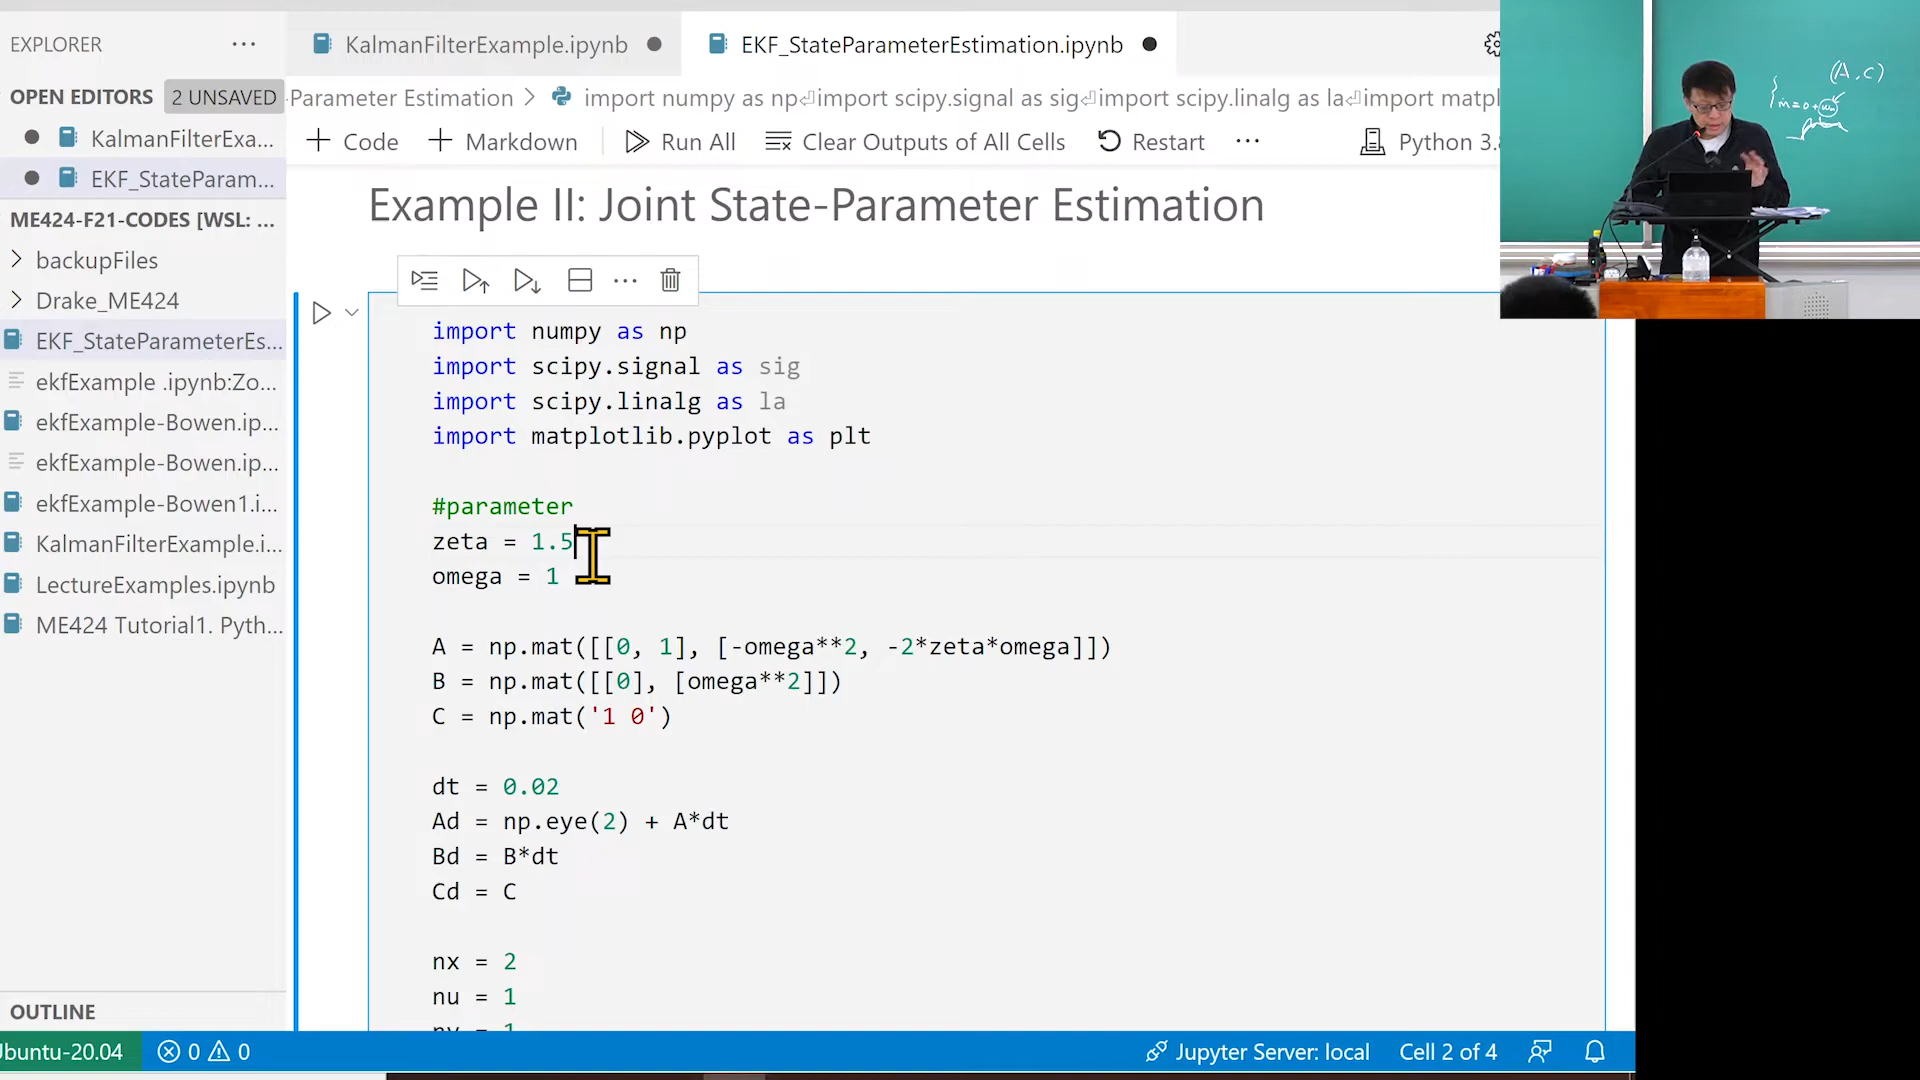 EXPLORER
OPEN EDITORS 2 UNSAVED
KalmanFilterExa...
EKF_StateParam...
ME424-F21-CODES [WSL: ...
backupFiles
Drake_ME424
EKF_StateParameterEs...
ekfExample .ipynb:Zo...
ekfExample-Bowen.ip...
ekfExample-Bowen.ip...
ekfExample-Bowen1.i...
KalmanFilterExample.i...
LectureExamples.ipynb
ME424 Tutorial1. Pyth...
OUTLINE
KalmanFilterExample.ipynb
EKF_StateParameterEstimation.ipynb
Parameter Estimation > import numpy as np⏎import scipy.signal as sig⏎import scipy.linalg as la⏎import matpl
+ Code + Markdown Run All Clear Outputs of All Cells Restart ... Python 3.8
Example II: Joint State-Parameter Estimation
import numpy as np
import scipy.signal as sig
import scipy.linalg as la
import matplotlib.pyplot as plt
#parameter
zeta = 1.5
omega = 1
A = np.mat([[0, 1], [-omega**2, -2*zeta*omega]])
B = np.mat([[0], [omega**2]])
C = np.mat('1 0')
dt = 0.02
Ad = np.eye(2) + A*dt
Bd = B*dt
Cd = C
nx = 2
nu = 1
ny = 1
(A, C)
Ubuntu-20.04 0 0 Jupyter Server: local Cell 2 of 4